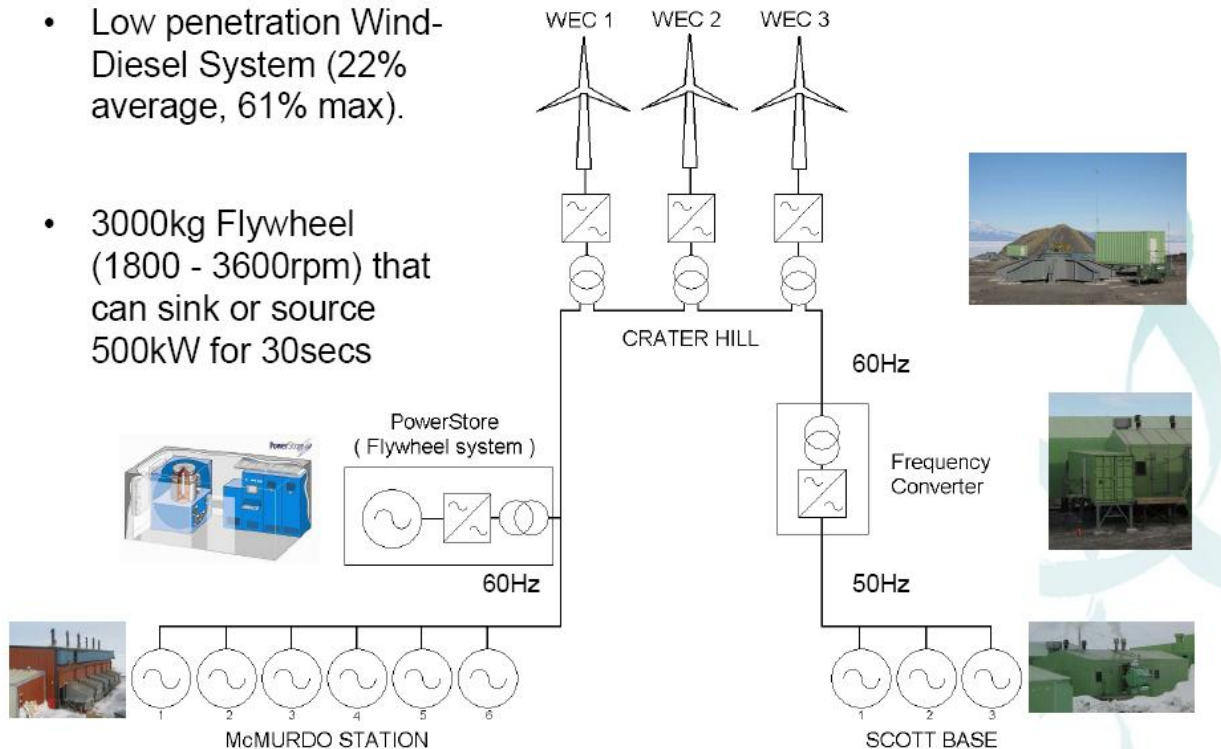 • Low penetration Wind-
Diesel System (22%
average, 61% max).
• 3000kg Flywheel
(1800 - 3600rpm) that
can sink or source
500kW for 30secs
WEC 1 WEC 2 WEC 3
CRATER HILL
60Hz
PowerStore
( Flywheel system )
PowerStore
Frequency
Converter
60Hz
50Hz
1 2 3 4 5 6
McMURDO STATION
1 2 3
SCOTT BASE